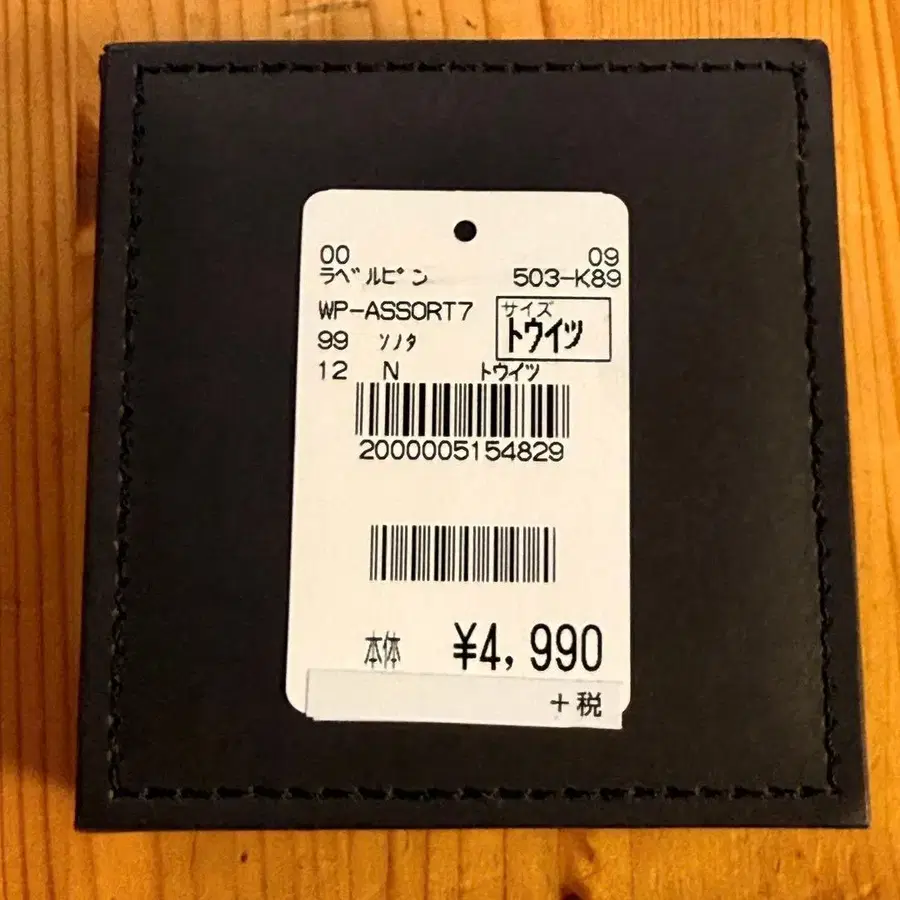 00 09
ﾗﾍﾞﾙﾋﾟﾝ 503-K89
WP-ASSORT7
サイズ
トウイツ
99 ｿﾉﾀ
12 N ﾄｳｲﾂ
2000005154829
本体 ¥4,990
+税